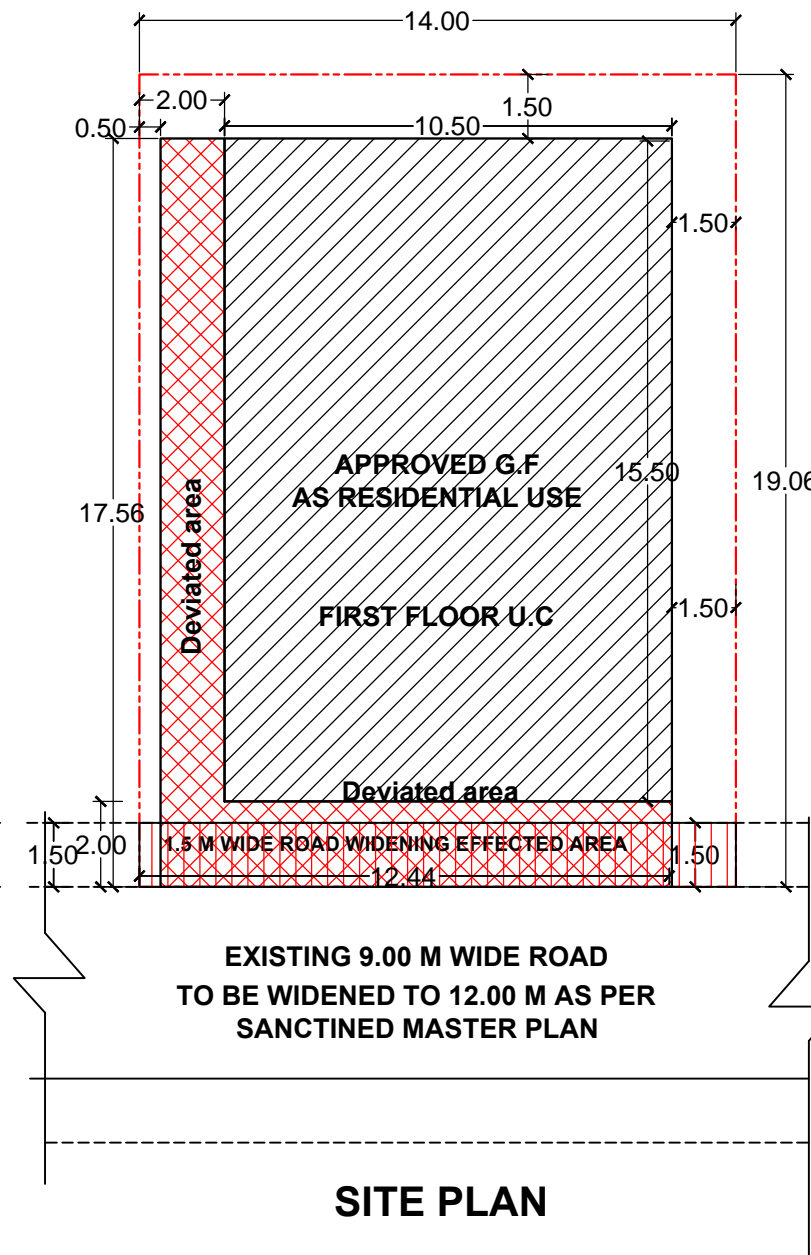 14.00
2.00
1.50
0.50
10.50
1.50
APPROVED G.F
AS RESIDENTIAL USE
15.50
19.06
17.56
Deviated area
FIRST FLOOR U.C
1.50
Deviated area
1.50
2.00
1.5 M WIDE ROAD WIDENING EFFECTED AREA
1.50
12.44
EXISTING 9.00 M WIDE ROAD
TO BE WIDENED TO 12.00 M AS PER
SANCTINED MASTER PLAN
SITE PLAN